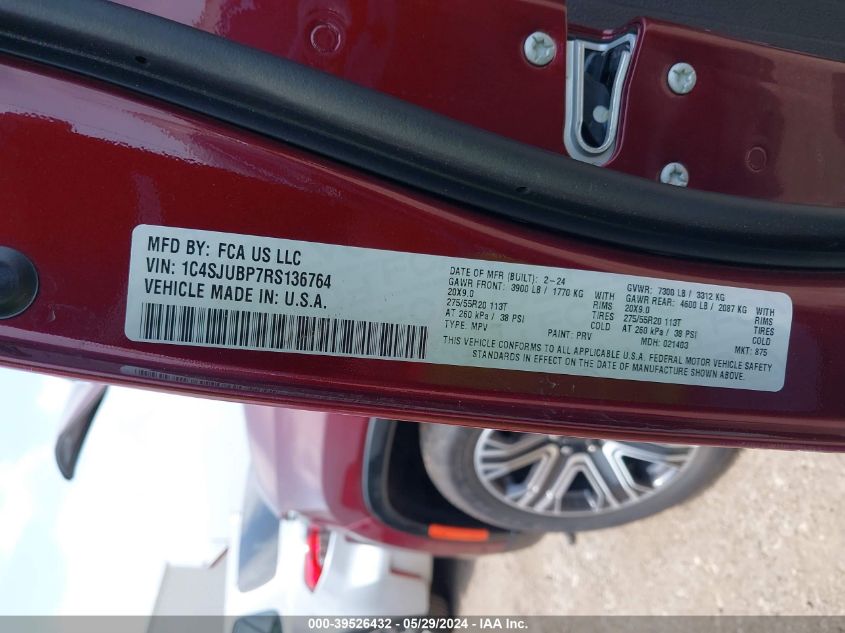 MFD BY: FCA US LLC
VIN: 1C4SJUBP7RS136764
VEHICLE MADE IN: U.S.A.
DATE OF MFR (BUILT): 2-24
GAWR FRONT: 3900 LB / 1770 KG WITH
20X9.0 RIMS
275/55R20 113T TIRES
AT 260 kPa / 38 PSI COLD
TYPE: MPV PAINT: PRV
GVWR: 7300 LB / 3312 KG
GAWR REAR: 4600 LB / 2087 KG WITH
20X9.0 RIMS
275/55R20 113T TIRES
AT 260 kPa / 38 PSI COLD
MDH: 021403 MKT: 875
THIS VEHICLE CONFORMS TO ALL APPLICABLE U.S.A. FEDERAL MOTOR VEHICLE SAFETY
STANDARDS IN EFFECT ON THE DATE OF MANUFACTURE SHOWN ABOVE.
000-39526432 - 05/29/2024 - IAA Inc.